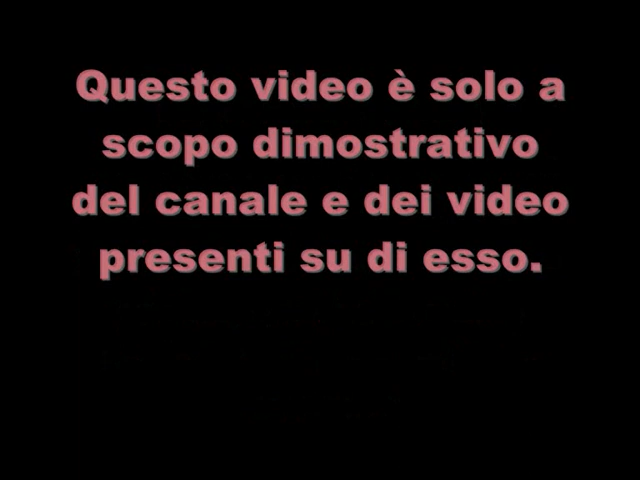 Questo video è solo a
scopo dimostrativo
del canale e dei video
presenti su di esso.